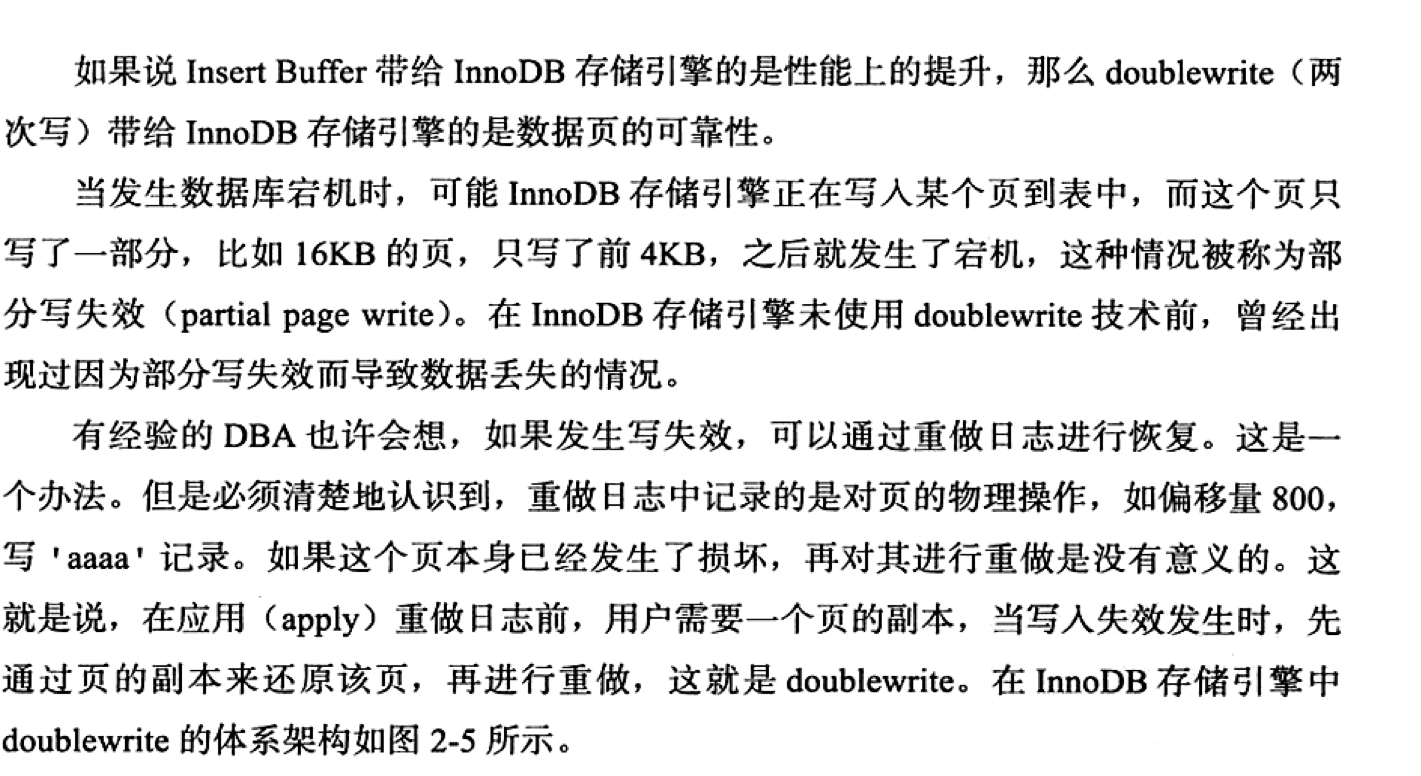 如果说 Insert Buffer 带给 InnoDB 存储引擎的是性能上的提升，那么 doublewrite（两
次写）带给 InnoDB 存储引擎的是数据页的可靠性。
当发生数据库宕机时，可能 InnoDB 存储引擎正在写入某个页到表中，而这个页只
写了一部分，比如 16KB 的页，只写了前 4KB，之后就发生了宕机，这种情况被称为部
分写失效（partial page write）。在 InnoDB 存储引擎未使用 doublewrite 技术前，曾经出
现过因为部分写失效而导致数据丢失的情况。
有经验的 DBA 也许会想，如果发生写失效，可以通过重做日志进行恢复。这是一
个办法。但是必须清楚地认识到，重做日志中记录的是对页的物理操作，如偏移量 800，
写 'aaaa' 记录。如果这个页本身已经发生了损坏，再对其进行重做是没有意义的。这
就是说，在应用（apply）重做日志前，用户需要一个页的副本，当写入失效发生时，先
通过页的副本来还原该页，再进行重做，这就是 doublewrite。在 InnoDB 存储引擎中
doublewrite 的体系架构如图 2-5 所示。